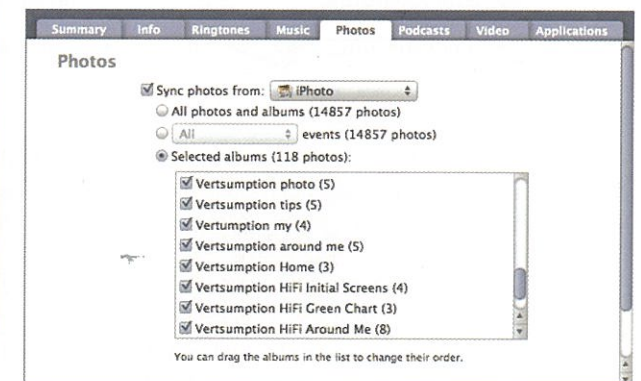 Summary Info Ringtones Music Photos Podcasts Video Applications
Photos
Sync photos from: iPhoto
All photos and albums (14857 photos)
All events (14857 photos)
Selected albums (118 photos):
Vertsumption photo (5)
Vertsumption tips (5)
Vertumption my (4)
Vertsumption around me (5)
Vertsumption Home (3)
Vertsumption HiFi Initial Screens (4)
Vertsumption HiFi Green Chart (3)
Vertsumption HiFi Around Me (8)
You can drag the albums in the list to change their order.